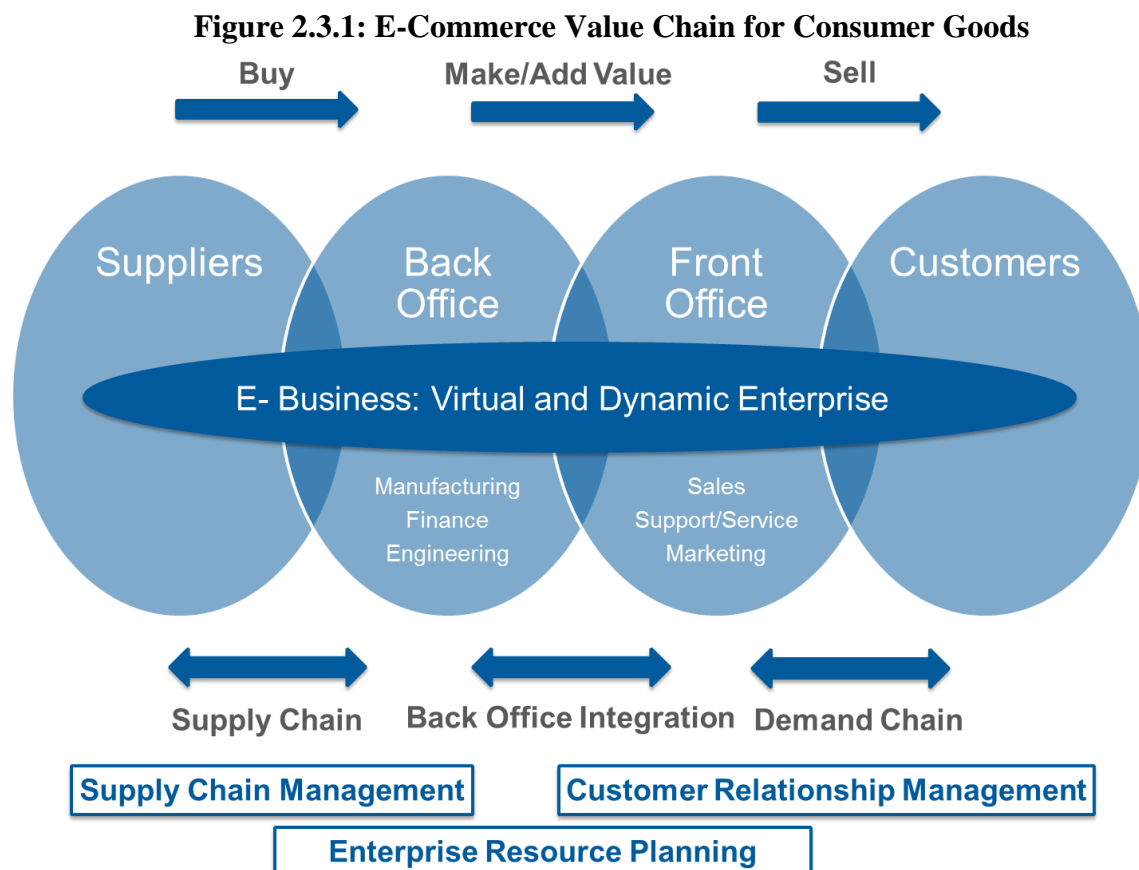 Figure 2.3.1: E-Commerce Value Chain for Consumer Goods
Buy
Make/Add Value
Sell
Suppliers
Back
Office
Front
Office
Customers
E- Business: Virtual and Dynamic Enterprise
Manufacturing
Finance
Engineering
Sales
Support/Service
Marketing
Supply Chain
Back Office Integration
Demand Chain
Supply Chain Management
Customer Relationship Management
Enterprise Resource Planning